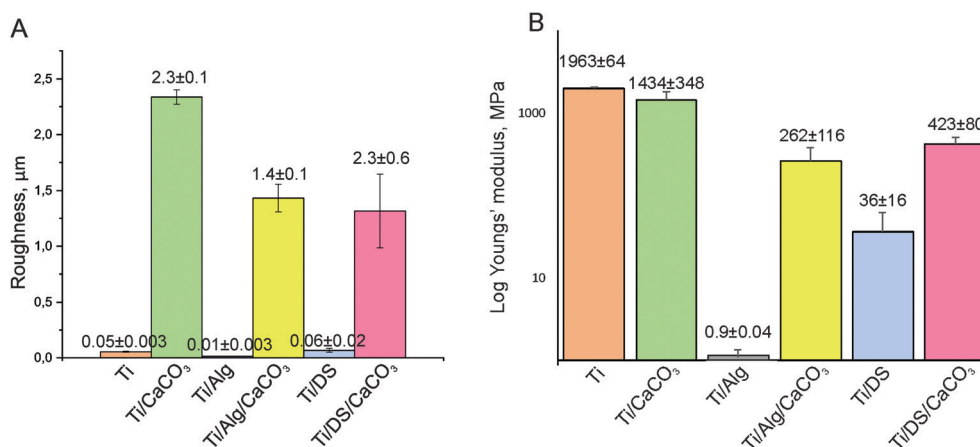 A
Roughness, µm
2,5
2,0
1,5
1,0
0,5
0,0
0.05±0.003
2.3±0.1
0.01±0.003
1.4±0.1
0.06±0.02
2.3±0.6
Ti
Ti/CaCO₃
Ti/Alg
Ti/Alg/CaCO₃
Ti/DS
Ti/DS/CaCO₃
B
Log Youngs' modulus, MPa
1000
10
1963±64
1434±348
0.9±0.04
262±116
36±16
423±80
Ti
Ti/CaCO₃
Ti/Alg
Ti/Alg/CaCO₃
Ti/DS
Ti/DS/CaCO₃